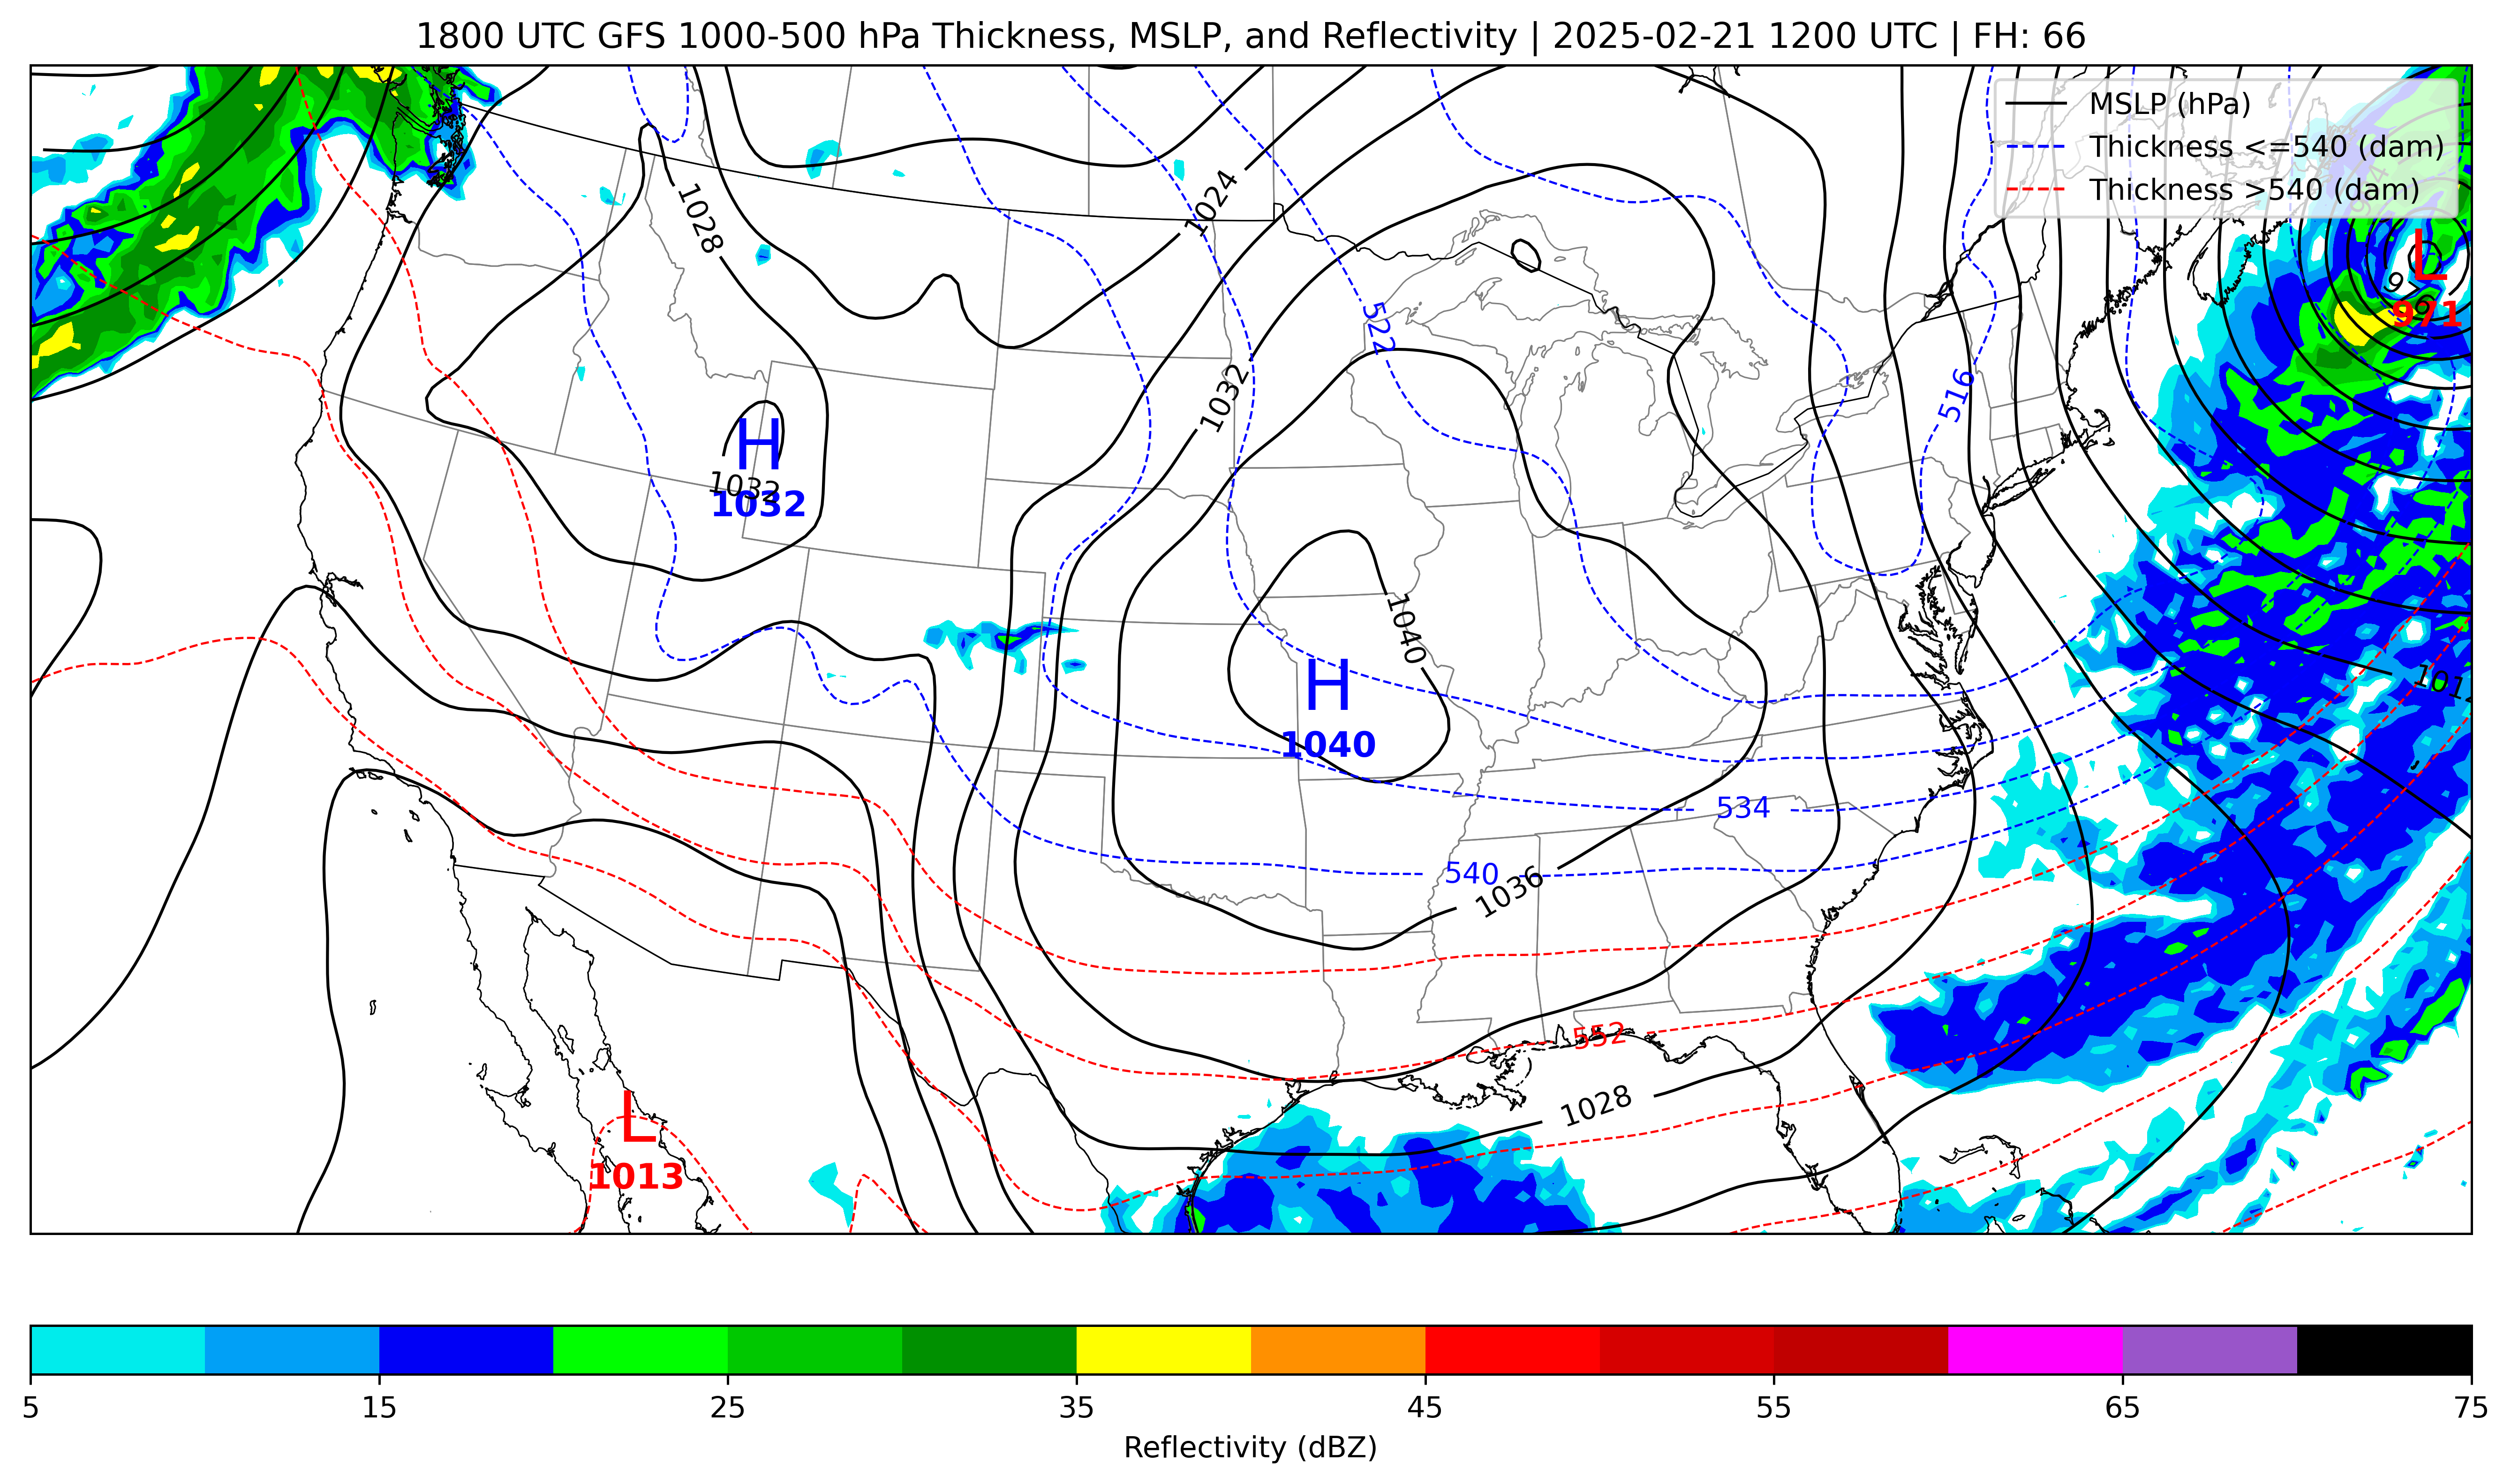 1800 UTC GFS 1000-500 hPa Thickness, MSLP, and Reflectivity | 2025-02-21 1200 UTC | FH: 66
MSLP (hPa)
Thickness <=540 (dam)
Thickness >540 (dam)
1028
1024
L
971
522
1032
516
H
1032
1032
1040
H
1040
534
540
1036
552
1028
L
1013
5
15
25
35
45
55
65
75
Reflectivity (dBZ)